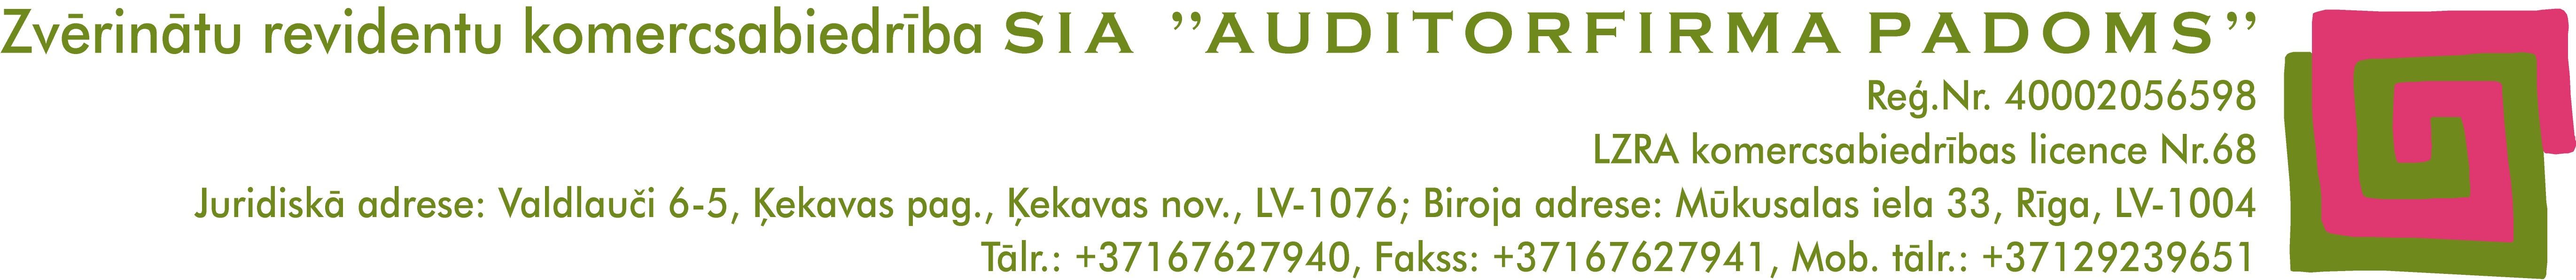 Zvērinātu revidentu komercsabiedrība SIA ”AUDITORFIRMA PADOMS”
Reģ.Nr. 40002056598
LZRA komercsabiedrības licence Nr.68
Juridiskā adrese: Valdlauči 6-5, Ķekavas pag., Ķekavas nov., LV-1076; Biroja adrese: Mūkusalas iela 33, Rīga, LV-1004
Tālr.: +37167627940, Fakss: +37167627941, Mob. tālr.: +37129239651